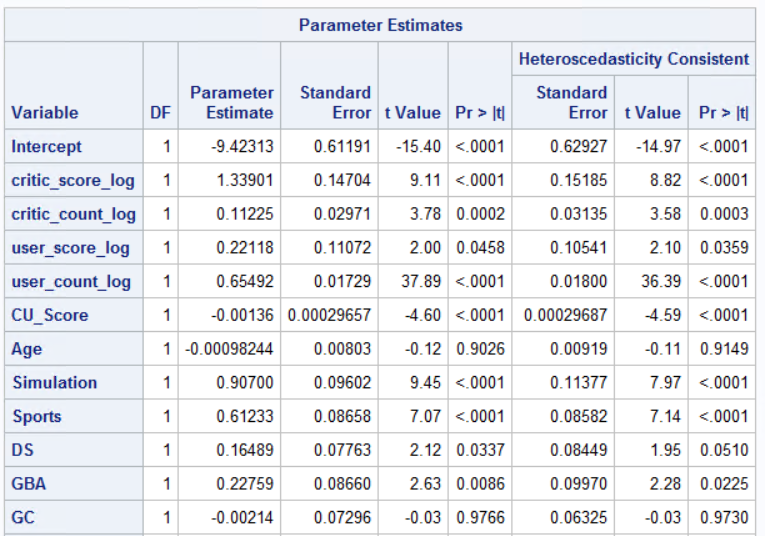 Parameter Estimates
Heteroscedasticity Consistent
Variable DF Parameter Estimate Standard Error t Value Pr > |t| Standard Error t Value Pr > |t|
Intercept 1 -9.42313 0.61191 -15.40 <.0001 0.62927 -14.97 <.0001
critic_score_log 1 1.33901 0.14704 9.11 <.0001 0.15185 8.82 <.0001
critic_count_log 1 0.11225 0.02971 3.78 0.0002 0.03135 3.58 0.0003
user_score_log 1 0.22118 0.11072 2.00 0.0458 0.10541 2.10 0.0359
user_count_log 1 0.65492 0.01729 37.89 <.0001 0.01800 36.39 <.0001
CU_Score 1 -0.00136 0.00029657 -4.60 <.0001 0.00029687 -4.59 <.0001
Age 1 -0.00098244 0.00803 -0.12 0.9026 0.00919 -0.11 0.9149
Simulation 1 0.90700 0.09602 9.45 <.0001 0.11377 7.97 <.0001
Sports 1 0.61233 0.08658 7.07 <.0001 0.08582 7.14 <.0001
DS 1 0.16489 0.07763 2.12 0.0337 0.08449 1.95 0.0510
GBA 1 0.22759 0.08660 2.63 0.0086 0.09970 2.28 0.0225
GC 1 -0.00214 0.07296 -0.03 0.9766 0.06325 -0.03 0.9730